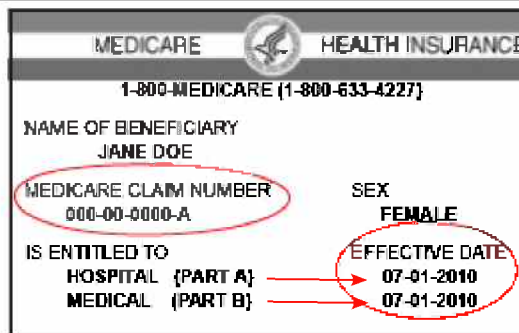 MEDICARE HEALTH INSURANCE
1-800-MEDICARE (1-800-633-4227)
NAME OF BENEFICIARY
JANE DOE
MEDICARE CLAIM NUMBER SEX
000-00-0000-A FEMALE
IS ENTITLED TO EFFECTIVE DATE
HOSPITAL (PART A) 07-01-2010
MEDICAL (PART B) 07-01-2010